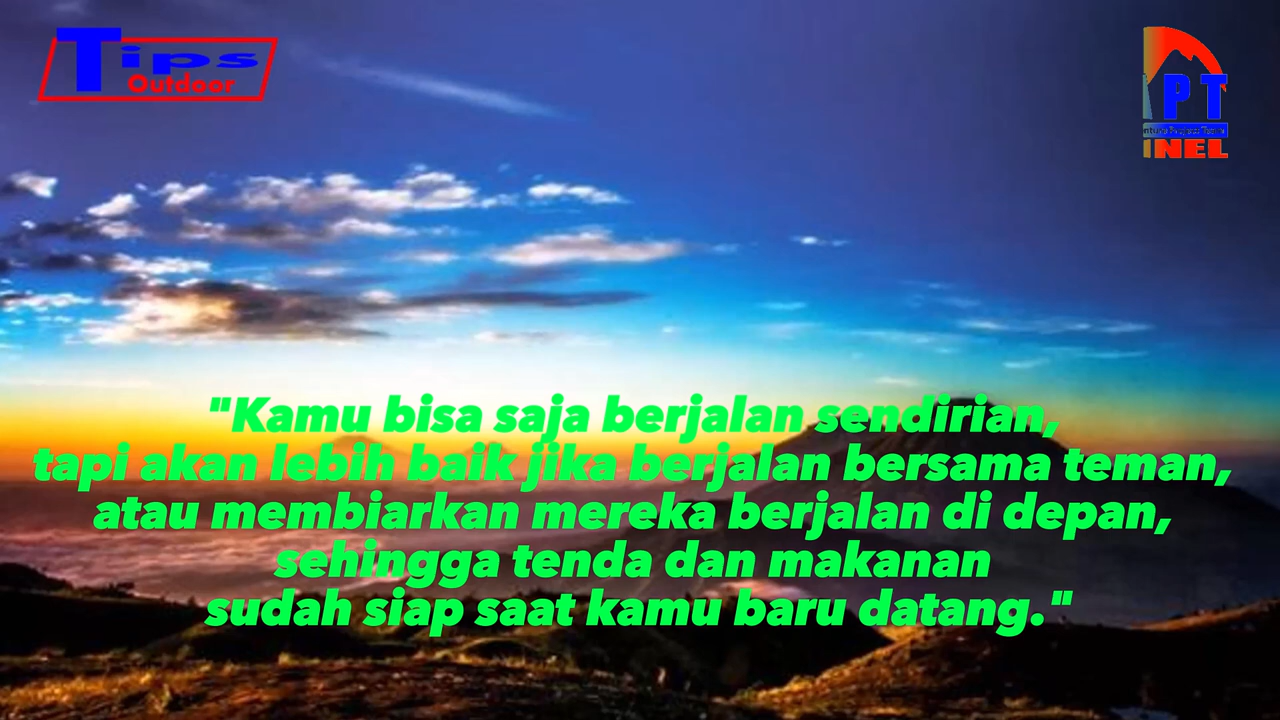 Tips
Outdoor
PT
NEL
"Kamu bisa saja berjalan sendirian,
tapi akan lebih baik jika berjalan bersama teman,
atau membiarkan mereka berjalan di depan,
sehingga tenda dan makanan
sudah siap saat kamu baru datang."